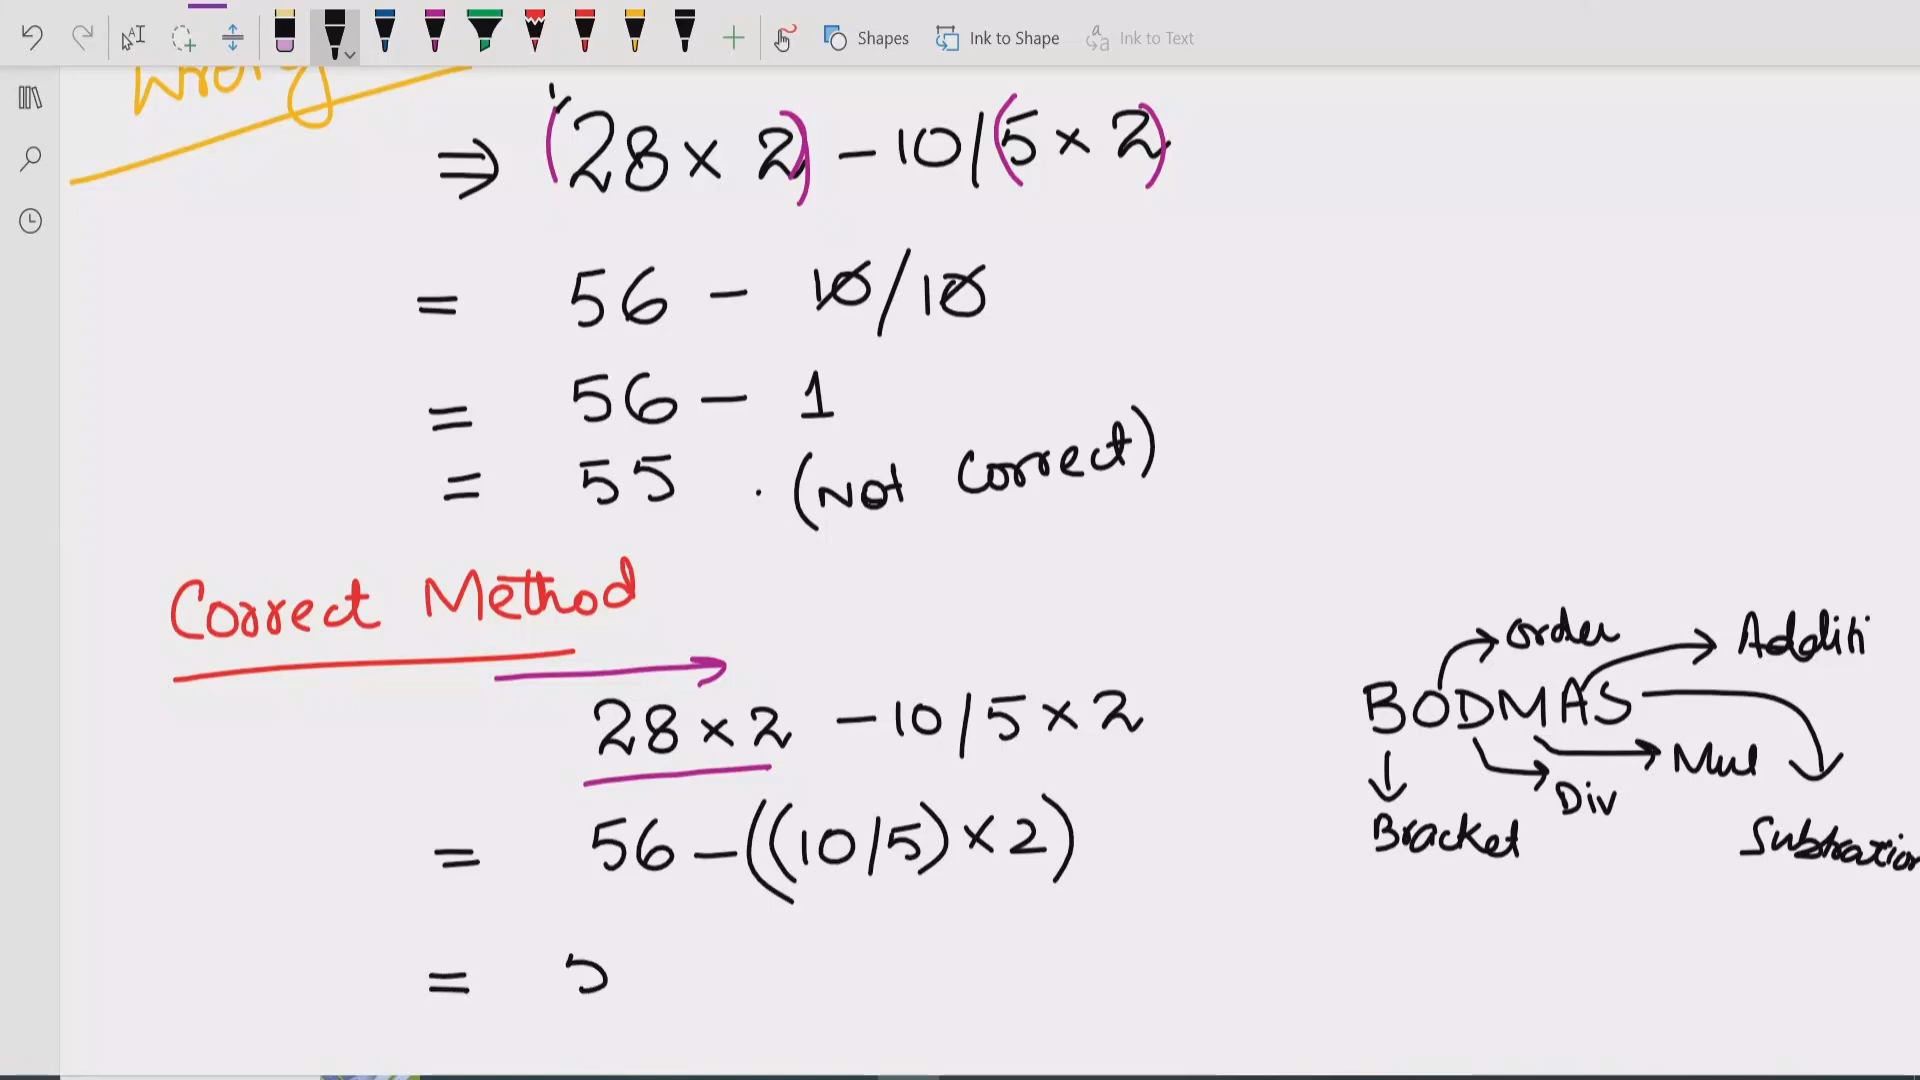 Shapes Ink to Shape Ink to Text
Wrong
⇒ (28 × 2) – 10/(5 × 2)
= 56 – 10/10
= 56 – 1
= 55 . (Not Correct)
Correct Method
28 × 2 – 10/5 × 2
= 56 – ((10/5) × 2)
= 5
order
Additi
BODMAS
Mul
Div
Bracket
Subtraction